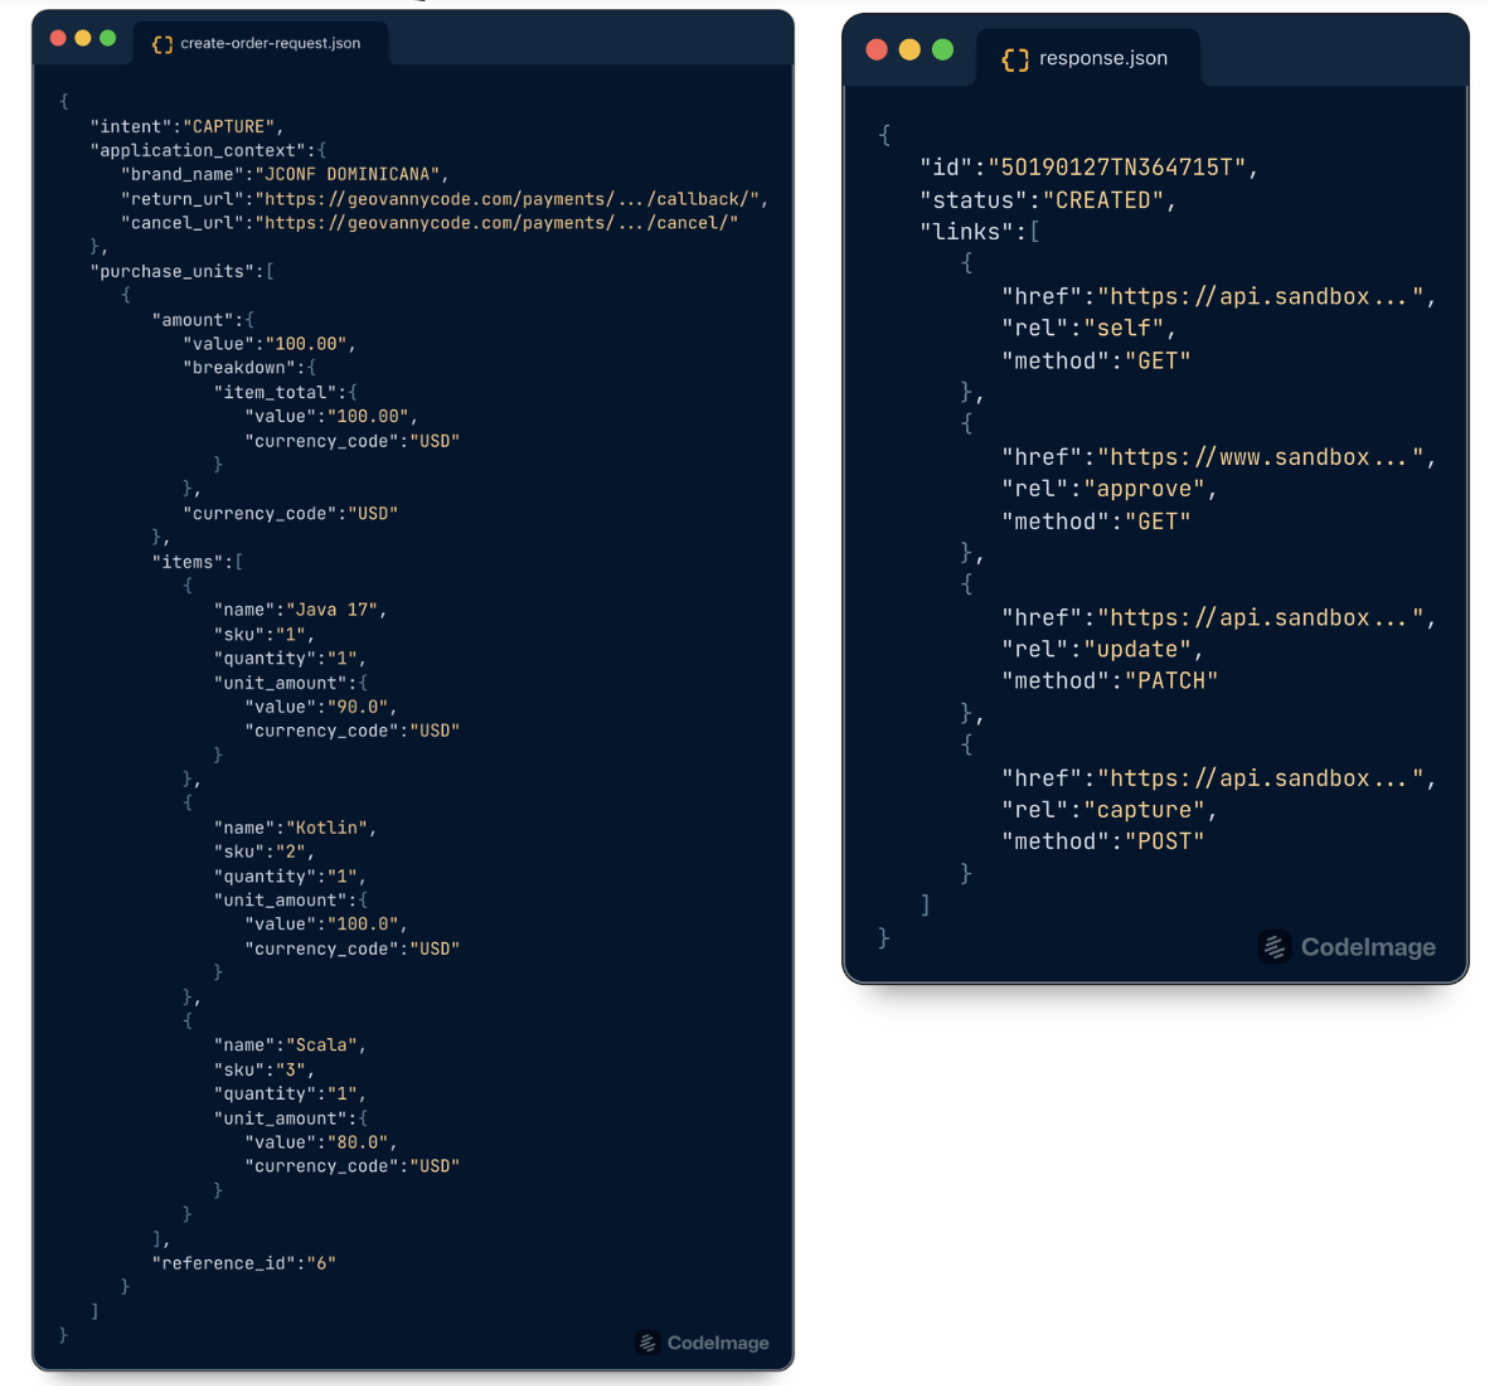 create-order-request.json
{
"intent":"CAPTURE",
"application_context":{
"brand_name":"JCONF DOMINICANA",
"return_url":"https://geovannycode.com/payments/.../callback/",
"cancel_url":"https://geovannycode.com/payments/.../cancel/"
},
"purchase_units":[
{
"amount":{
"value":"100.00",
"breakdown":{
"item_total":{
"value":"100.00",
"currency_code":"USD"
}
},
"currency_code":"USD"
},
"items":[
{
"name":"Java 17",
"sku":"1",
"quantity":"1",
"unit_amount":{
"value":"90.0",
"currency_code":"USD"
}
},
{
"name":"Kotlin",
"sku":"2",
"quantity":"1",
"unit_amount":{
"value":"100.0",
"currency_code":"USD"
}
},
{
"name":"Scala",
"sku":"3",
"quantity":"1",
"unit_amount":{
"value":"80.0",
"currency_code":"USD"
}
}
],
"reference_id":"6"
}
]
}
CodeImage
{} response.json
{
"id":"5O190127TN364715T",
"status":"CREATED",
"links":[
{
"href":"https://api.sandbox...",
"rel":"self",
"method":"GET"
},
{
"href":"https://www.sandbox...",
"rel":"approve",
"method":"GET"
},
{
"href":"https://api.sandbox...",
"rel":"update",
"method":"PATCH"
},
{
"href":"https://api.sandbox...",
"rel":"capture",
"method":"POST"
}
]
}
CodeImage